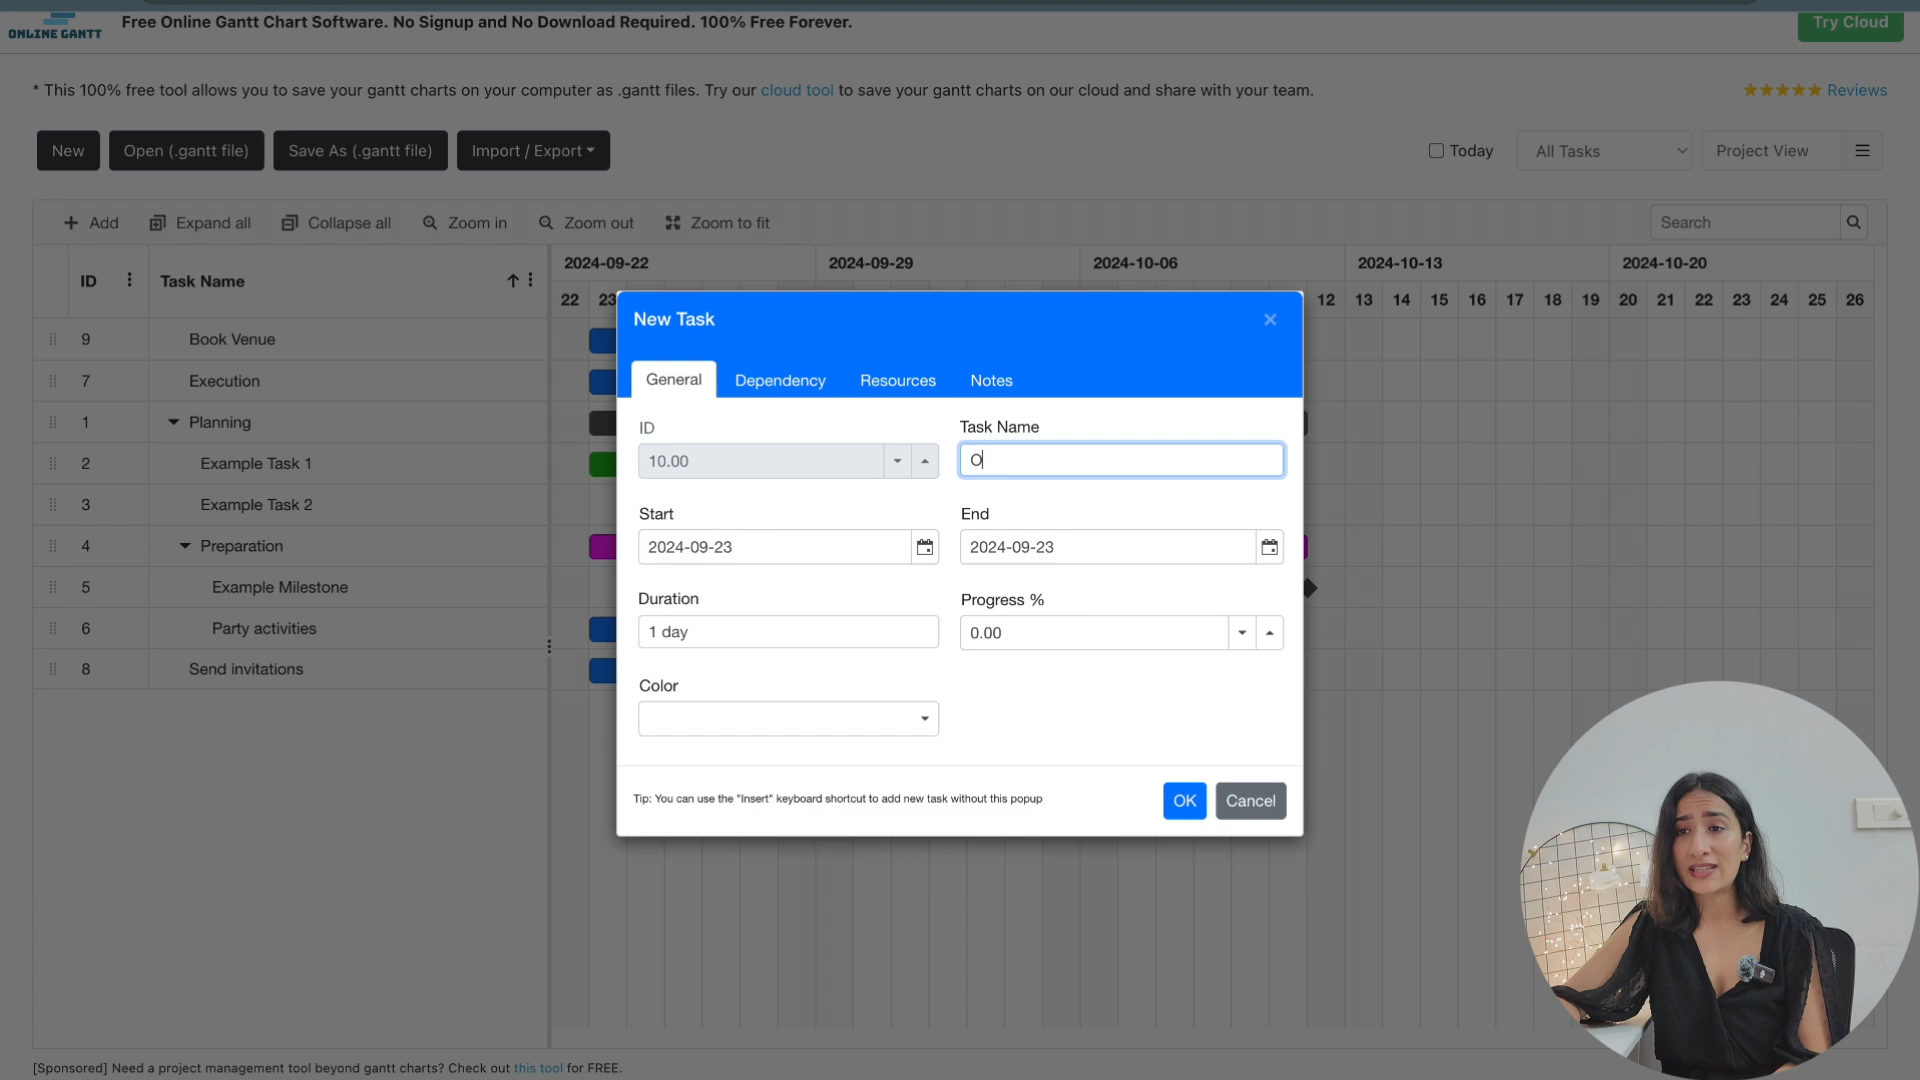 ONLINE GANTT
Free Online Gantt Chart Software. No Signup and No Download Required. 100% Free Forever.
Try Cloud
* This 100% free tool allows you to save your gantt charts on your computer as .gantt files. Try our cloud tool to save your gantt charts on our cloud and share with your team.
Reviews
New
Open (.gantt file)
Save As (.gantt file)
Import / Export
Today
All Tasks
Project View
Add
Expand all
Collapse all
Zoom in
Zoom out
Zoom to fit
Search
ID
Task Name
2024-09-22
2024-09-29
2024-10-06
2024-10-13
2024-10-20
22 23
12 13 14 15 16 17 18 19 20 21 22 23 24 25 26
9 Book Venue
7 Execution
1 Planning
2 Example Task 1
3 Example Task 2
4 Preparation
5 Example Milestone
6 Party activities
8 Send invitations
New Task
General
Dependency
Resources
Notes
ID
Task Name
10.00
O
Start
End
2024-09-23
2024-09-23
Duration
Progress %
1 day
0.00
Color
Tip: You can use the "Insert" keyboard shortcut to add new task without this popup
OK
Cancel
[Sponsored] Need a project management tool beyond gantt charts? Check out this tool for FREE.